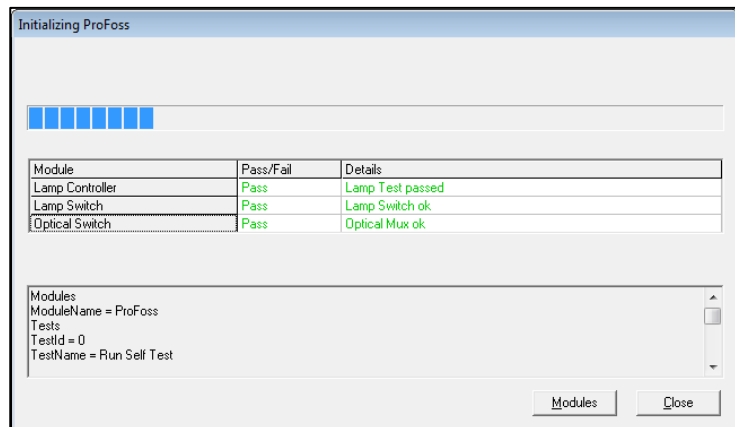 Initializing ProFoss
Module Pass/Fail Details
Lamp Controller Pass Lamp Test passed
Lamp Switch Pass Lamp Switch ok
Optical Switch Pass Optical Mux ok
Modules
ModuleName = ProFoss
Tests
TestId = 0
TestName = Run Self Test
Modules Close